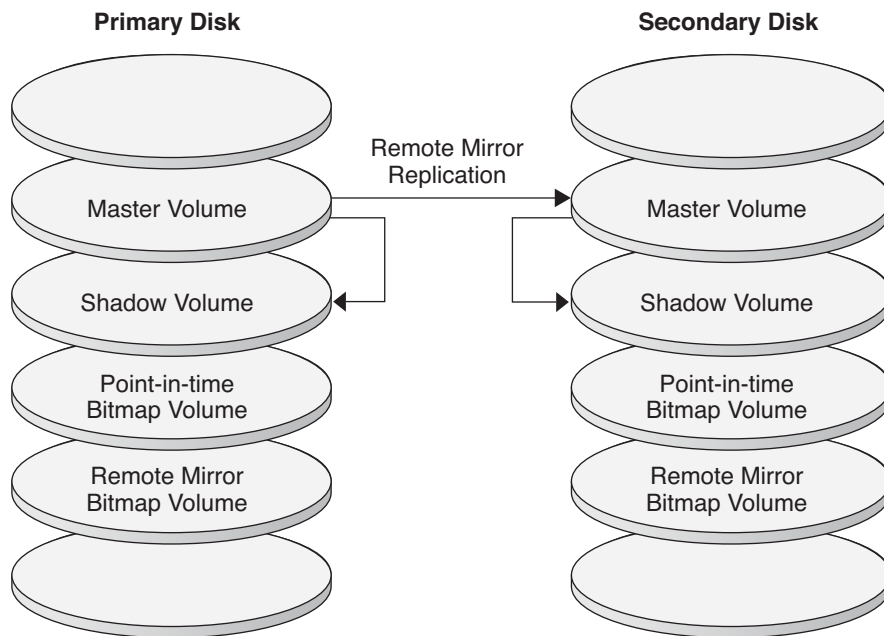 Primary Disk
Secondary Disk
Remote Mirror
Replication
Master Volume
Master Volume
Shadow Volume
Shadow Volume
Point-in-time
Bitmap Volume
Point-in-time
Bitmap Volume
Remote Mirror
Bitmap Volume
Remote Mirror
Bitmap Volume